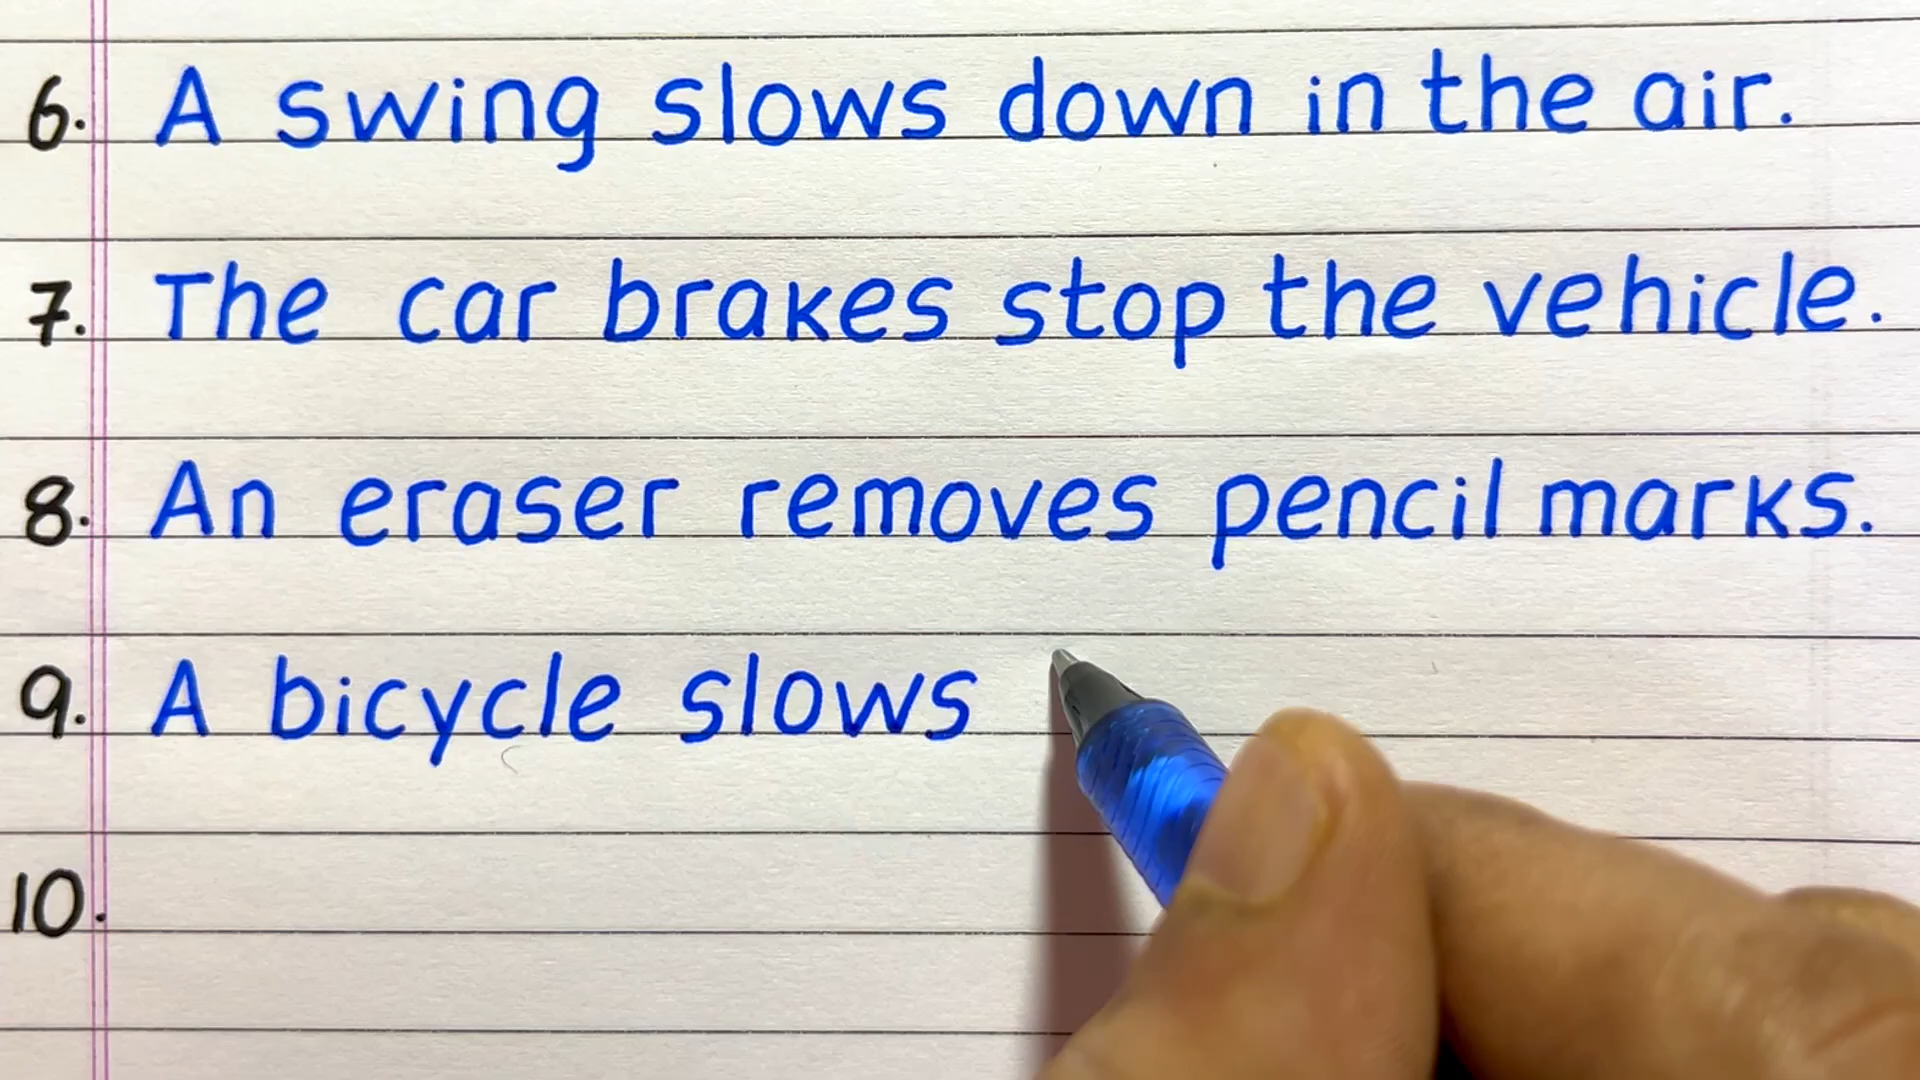 6. A swing slows down in the air.
7. The car brakes stop the vehicle.
8. An eraser removes pencil marks.
9. A bicycle slows
10.